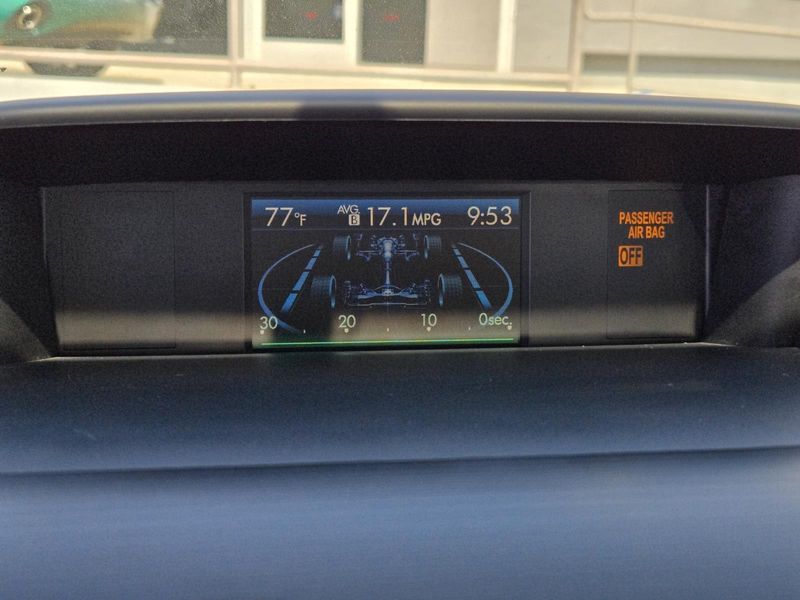 77°F AVG B 17.1 MPG 9:53
PASSENGER
AIR BAG
OFF
30 20 10 0sec.